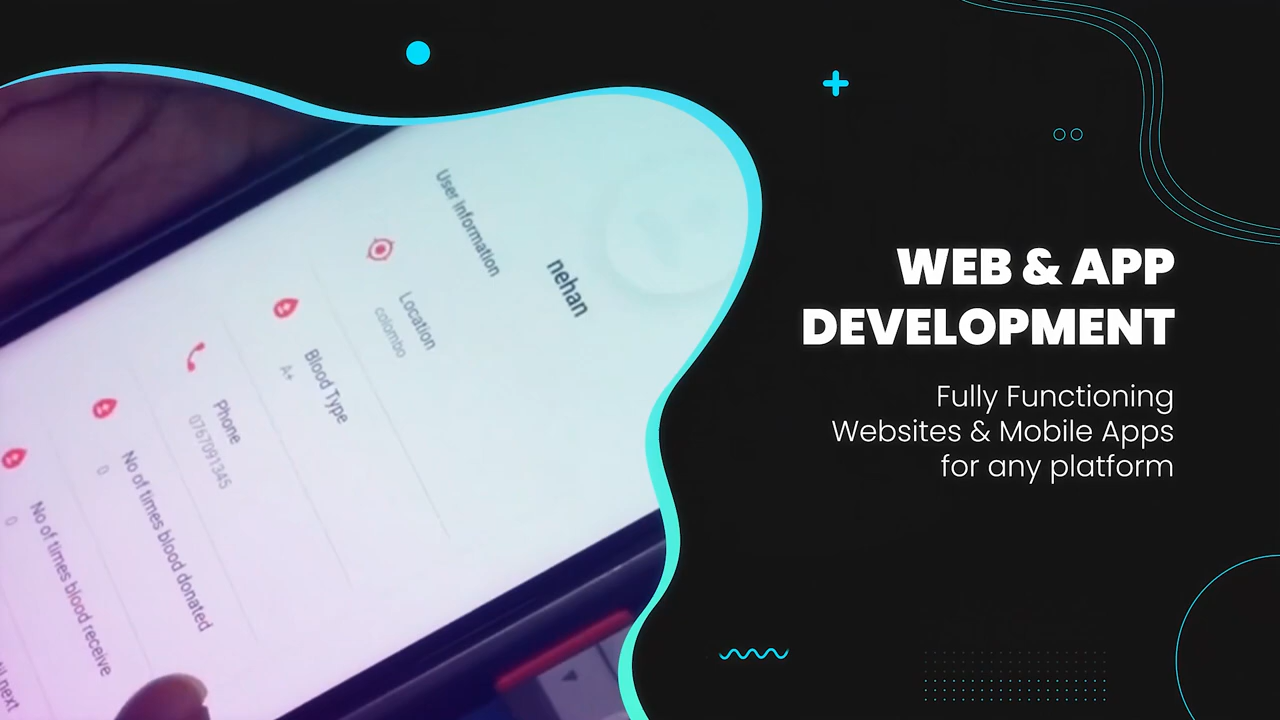 WEB & APP
DEVELOPMENT
Fully Functioning
Websites & Mobile Apps
for any platform
nehan
User Information
Location
colombo
Blood Type
A+
Phone
0767091345
No of times blood donated
0
No of times blood receive
0
next